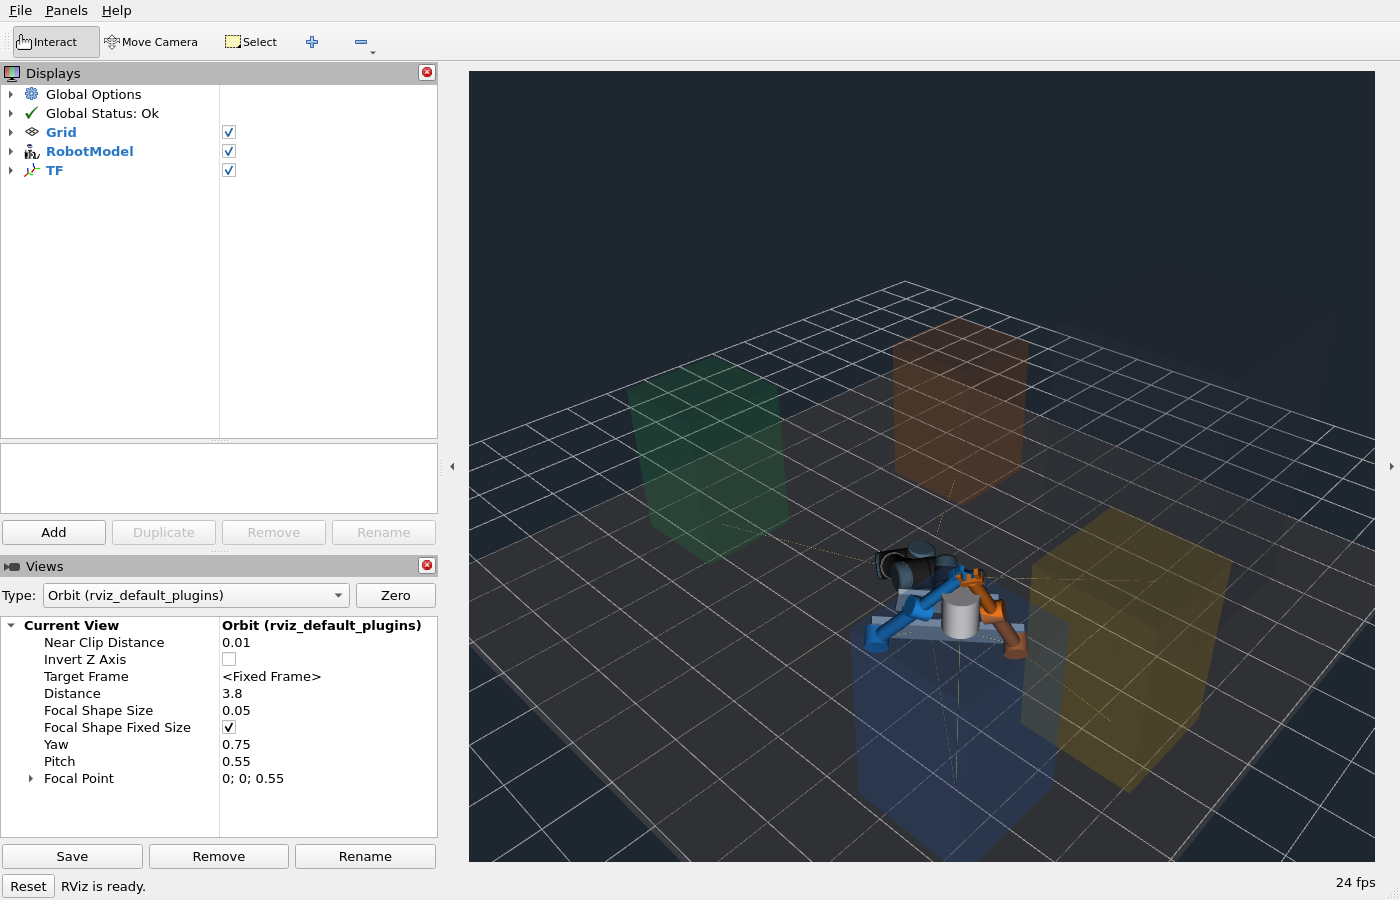 File Panels Help
Interact Move Camera Select
Displays
Global Options
Global Status: Ok
Grid
RobotModel
TF
Add Duplicate Remove Rename
Views
Type: Orbit (rviz_default_plugins) Zero
Current View Orbit (rviz_default_plugins)
Near Clip Distance 0.01
Invert Z Axis
Target Frame <Fixed Frame>
Distance 3.8
Focal Shape Size 0.05
Focal Shape Fixed Size
Yaw 0.75
Pitch 0.55
Focal Point 0; 0; 0.55
Save Remove Rename
Reset RViz is ready.
24 fps